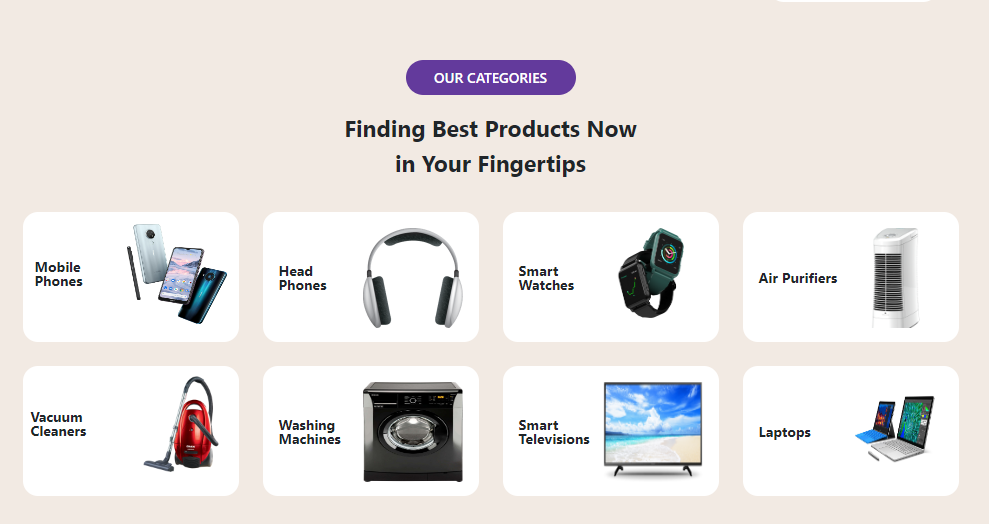 OUR CATEGORIES
Finding Best Products Now
in Your Fingertips
Mobile
Phones
Head
Phones
Smart
Watches
Air Purifiers
Vacuum
Cleaners
Washing
Machines
Smart
Televisions
Laptops